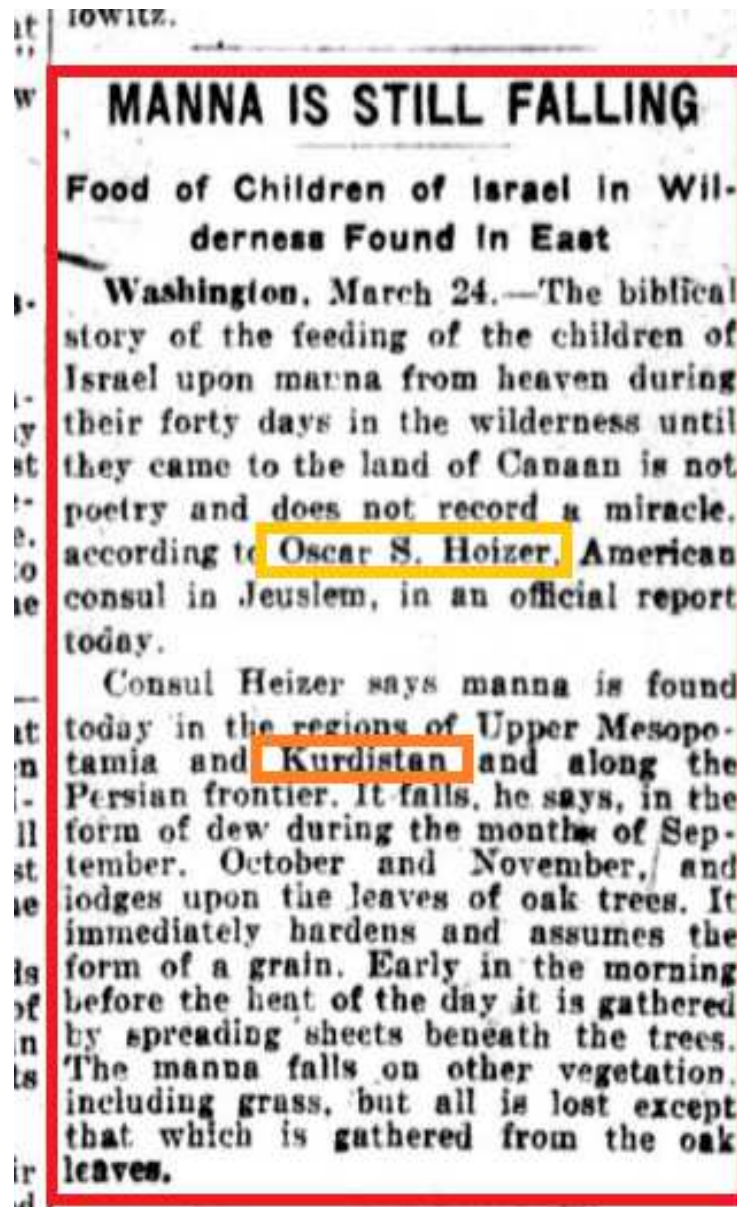 lowitz.
MANNA IS STILL FALLING
Food of Children of Israel in Wil-
derness Found In East
Washington, March 24.—The biblical
story of the feeding of the children of
Israel upon manna from heaven during
their forty days in the wilderness until
they came to the land of Canaan is not
poetry and does not record a miracle,
according to Oscar S. Hoizer, American
consul in Jeuslem, in an official report
today.
Consul Heizer says manna is found
today in the regions of Upper Mesopo-
tamia and Kurdistan and along the
Persian frontier. It falls, he says, in the
form of dew during the months of Sep-
tember, October and November, and
lodges upon the leaves of oak trees. It
immediately hardens and assumes the
form of a grain. Early in the morning
before the heat of the day it is gathered
by spreading sheets beneath the trees.
The manna falls on other vegetation,
including grass, but all is lost except
that which is gathered from the oak
leaves.